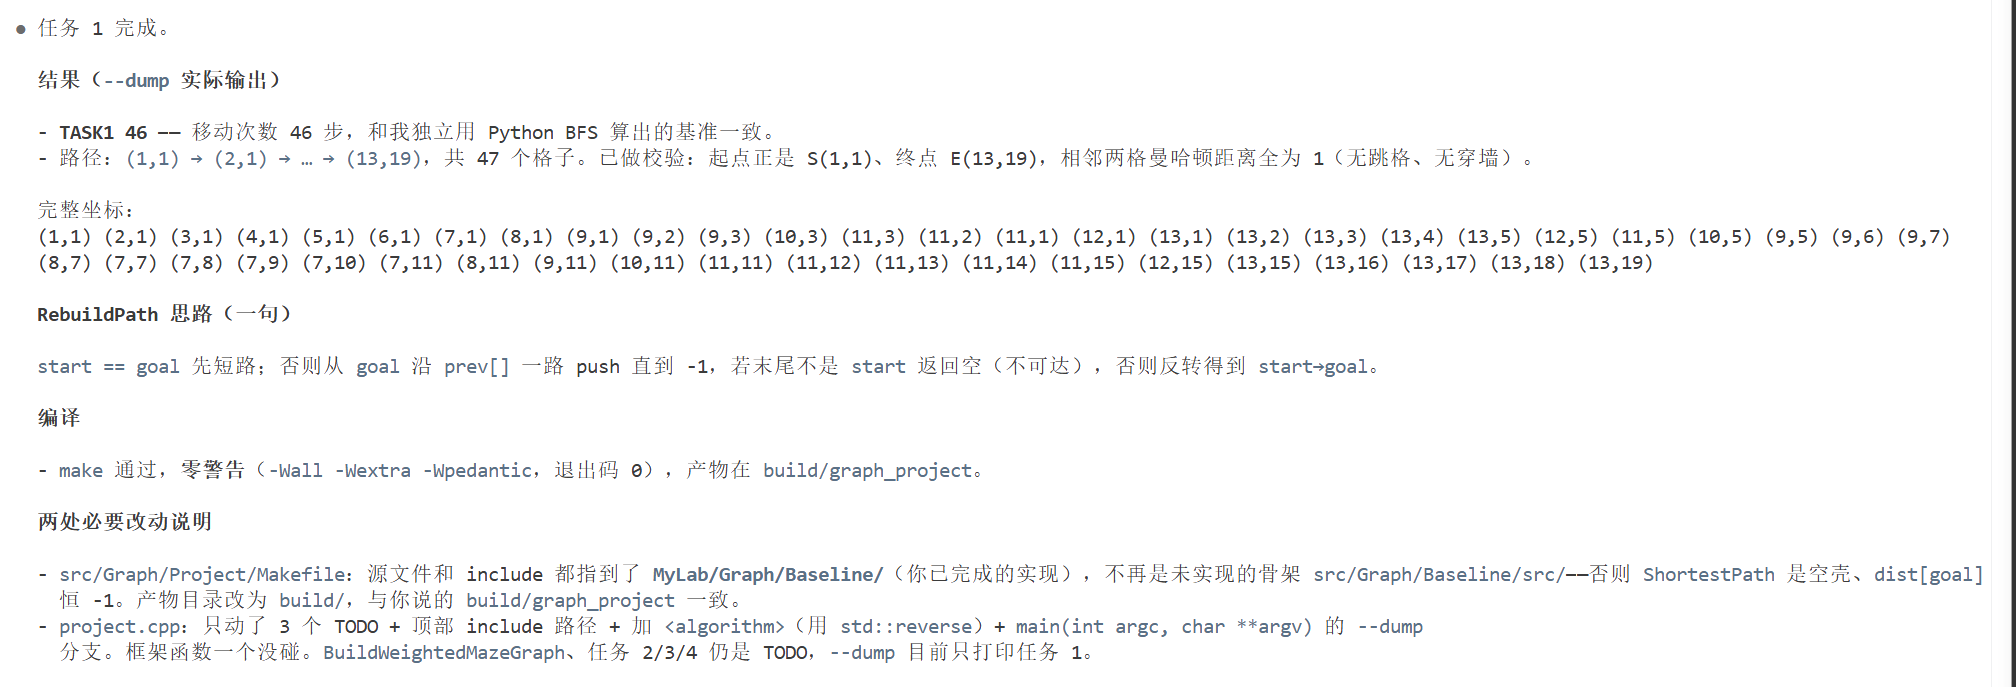 ● 任务 1 完成。
结果（--dump 实际输出）
- TASK1 46 —— 移动次数 46 步，和我独立用 Python BFS 算出的基准一致。
- 路径：(1,1) → (2,1) → … → (13,19)，共 47 个格子。已做校验：起点正是 S(1,1)、终点 E(13,19)，相邻两格曼哈顿距离全为 1（无跳格、无穿墙）。
完整坐标：
(1,1) (2,1) (3,1) (4,1) (5,1) (6,1) (7,1) (8,1) (9,1) (9,2) (9,3) (10,3) (11,3) (11,2) (11,1) (12,1) (13,1) (13,2) (13,3) (13,4) (13,5) (12,5) (11,5) (10,5) (9,5) (9,6) (9,7)
(8,7) (7,7) (7,8) (7,9) (7,10) (7,11) (8,11) (9,11) (10,11) (11,11) (11,12) (11,13) (11,14) (11,15) (12,15) (13,15) (13,16) (13,17) (13,18) (13,19)
RebuildPath 思路（一句）
start == goal 先短路；否则从 goal 沿 prev[] 一路 push 直到 -1，若末尾不是 start 返回空（不可达），否则反转得到 start→goal。
编译
- make 通过，零警告（-Wall -Wextra -Wpedantic，退出码 0），产物在 build/graph_project。
两处必要改动说明
- src/Graph/Project/Makefile：源文件和 include 都指到了 MyLab/Graph/Baseline/（你已完成的实现），不再是未实现的骨架 src/Graph/Baseline/src/——否则 ShortestPath 是空壳、dist[goal]
恒 -1。产物目录改为 build/，与你说的 build/graph_project 一致。
- project.cpp：只动了 3 个 TODO + 顶部 include 路径 + 加 <algorithm>（用 std::reverse）+ main(int argc, char **argv) 的 --dump
分支。框架函数一个没碰。BuildWeightedMazeGraph、任务 2/3/4 仍是 TODO，--dump 目前只打印任务 1。